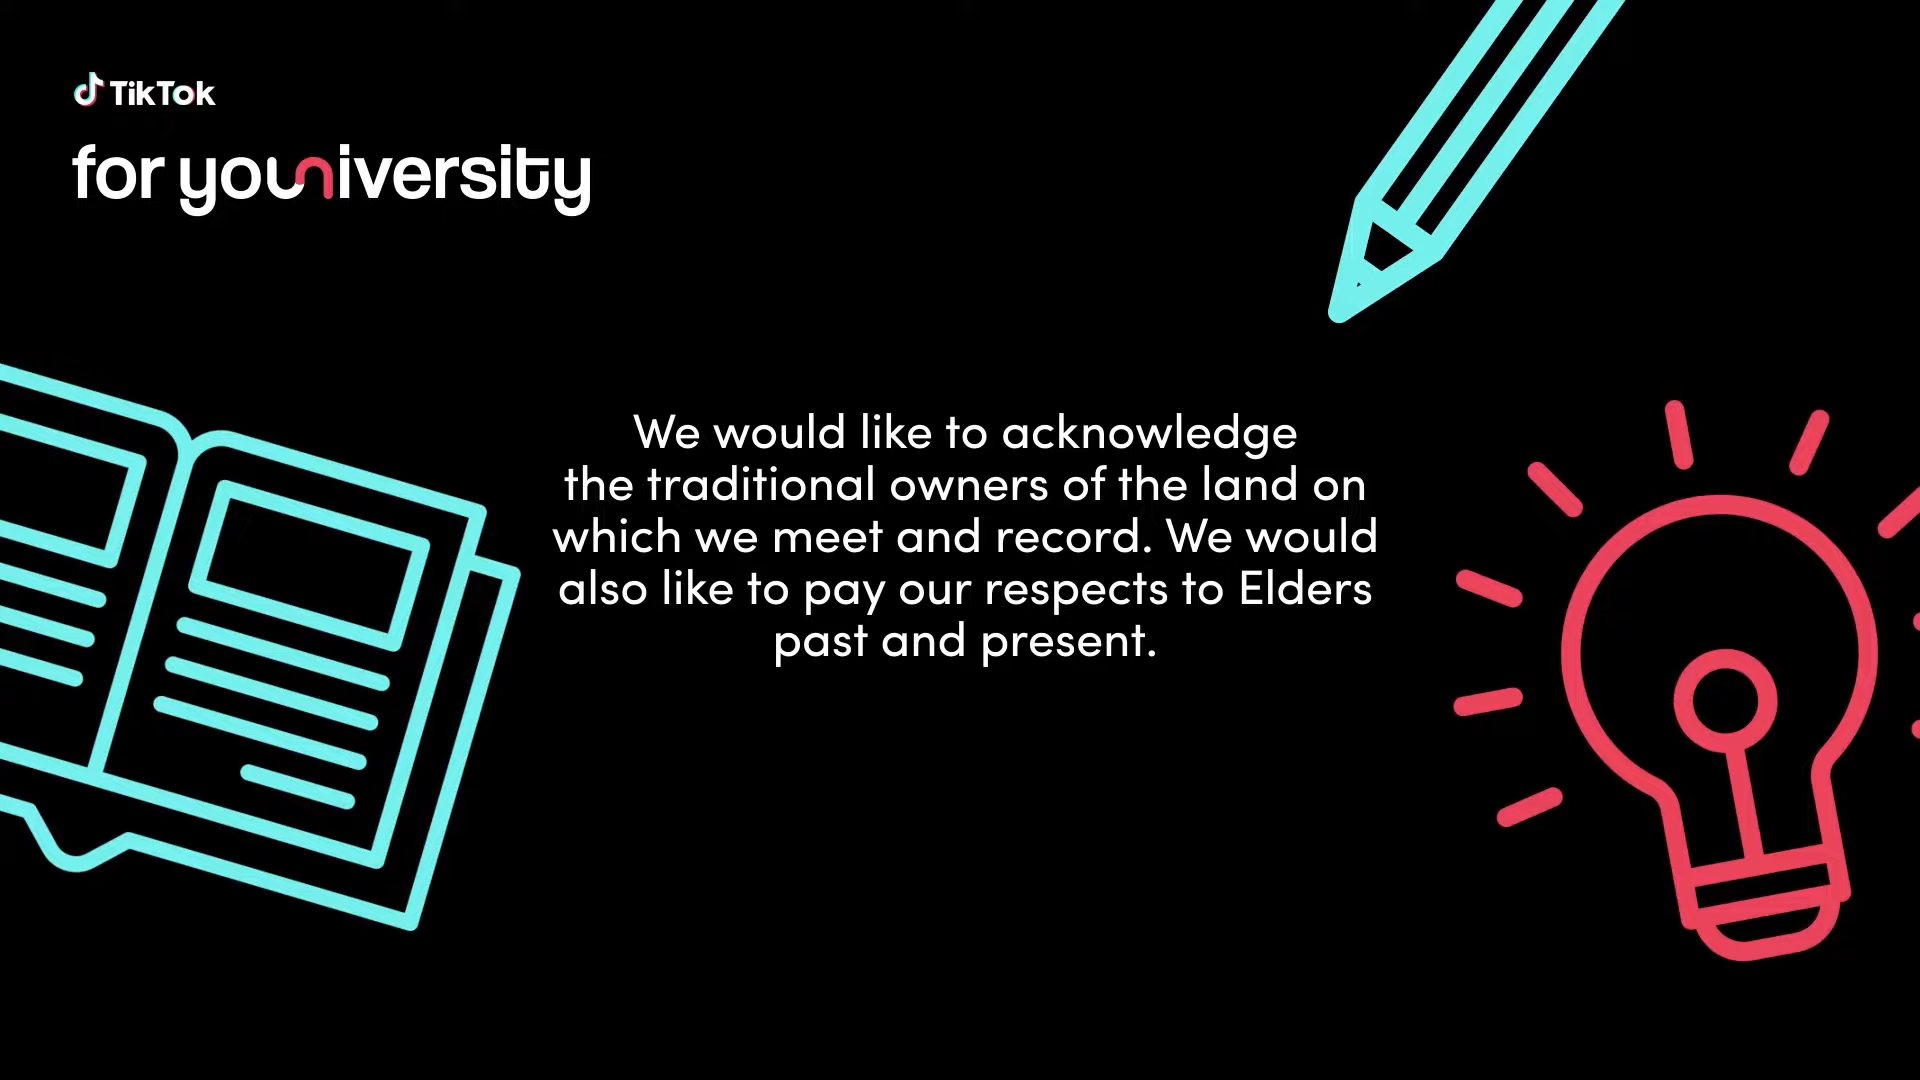 TikTok
for youniversity
We would like to acknowledge
the traditional owners of the land on
which we meet and record. We would
also like to pay our respects to Elders
past and present.